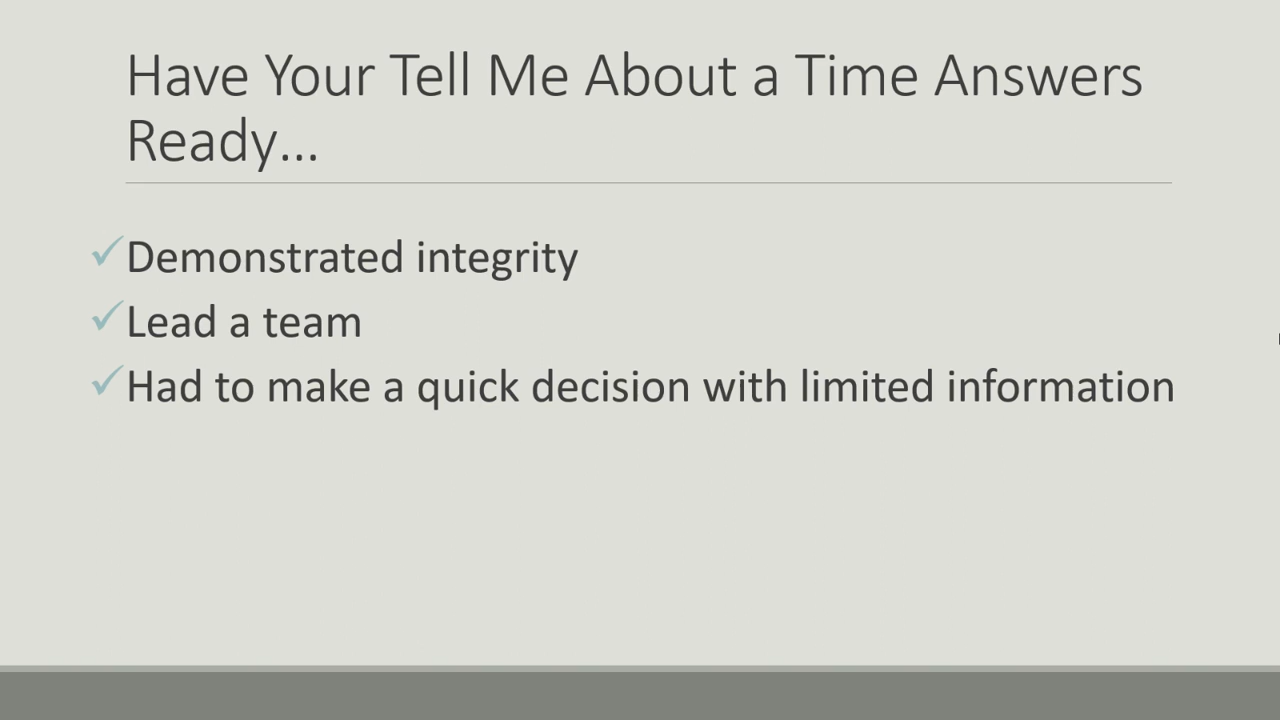 Have Your Tell Me About a Time Answers
Ready...
Demonstrated integrity
Lead a team
Had to make a quick decision with limited information